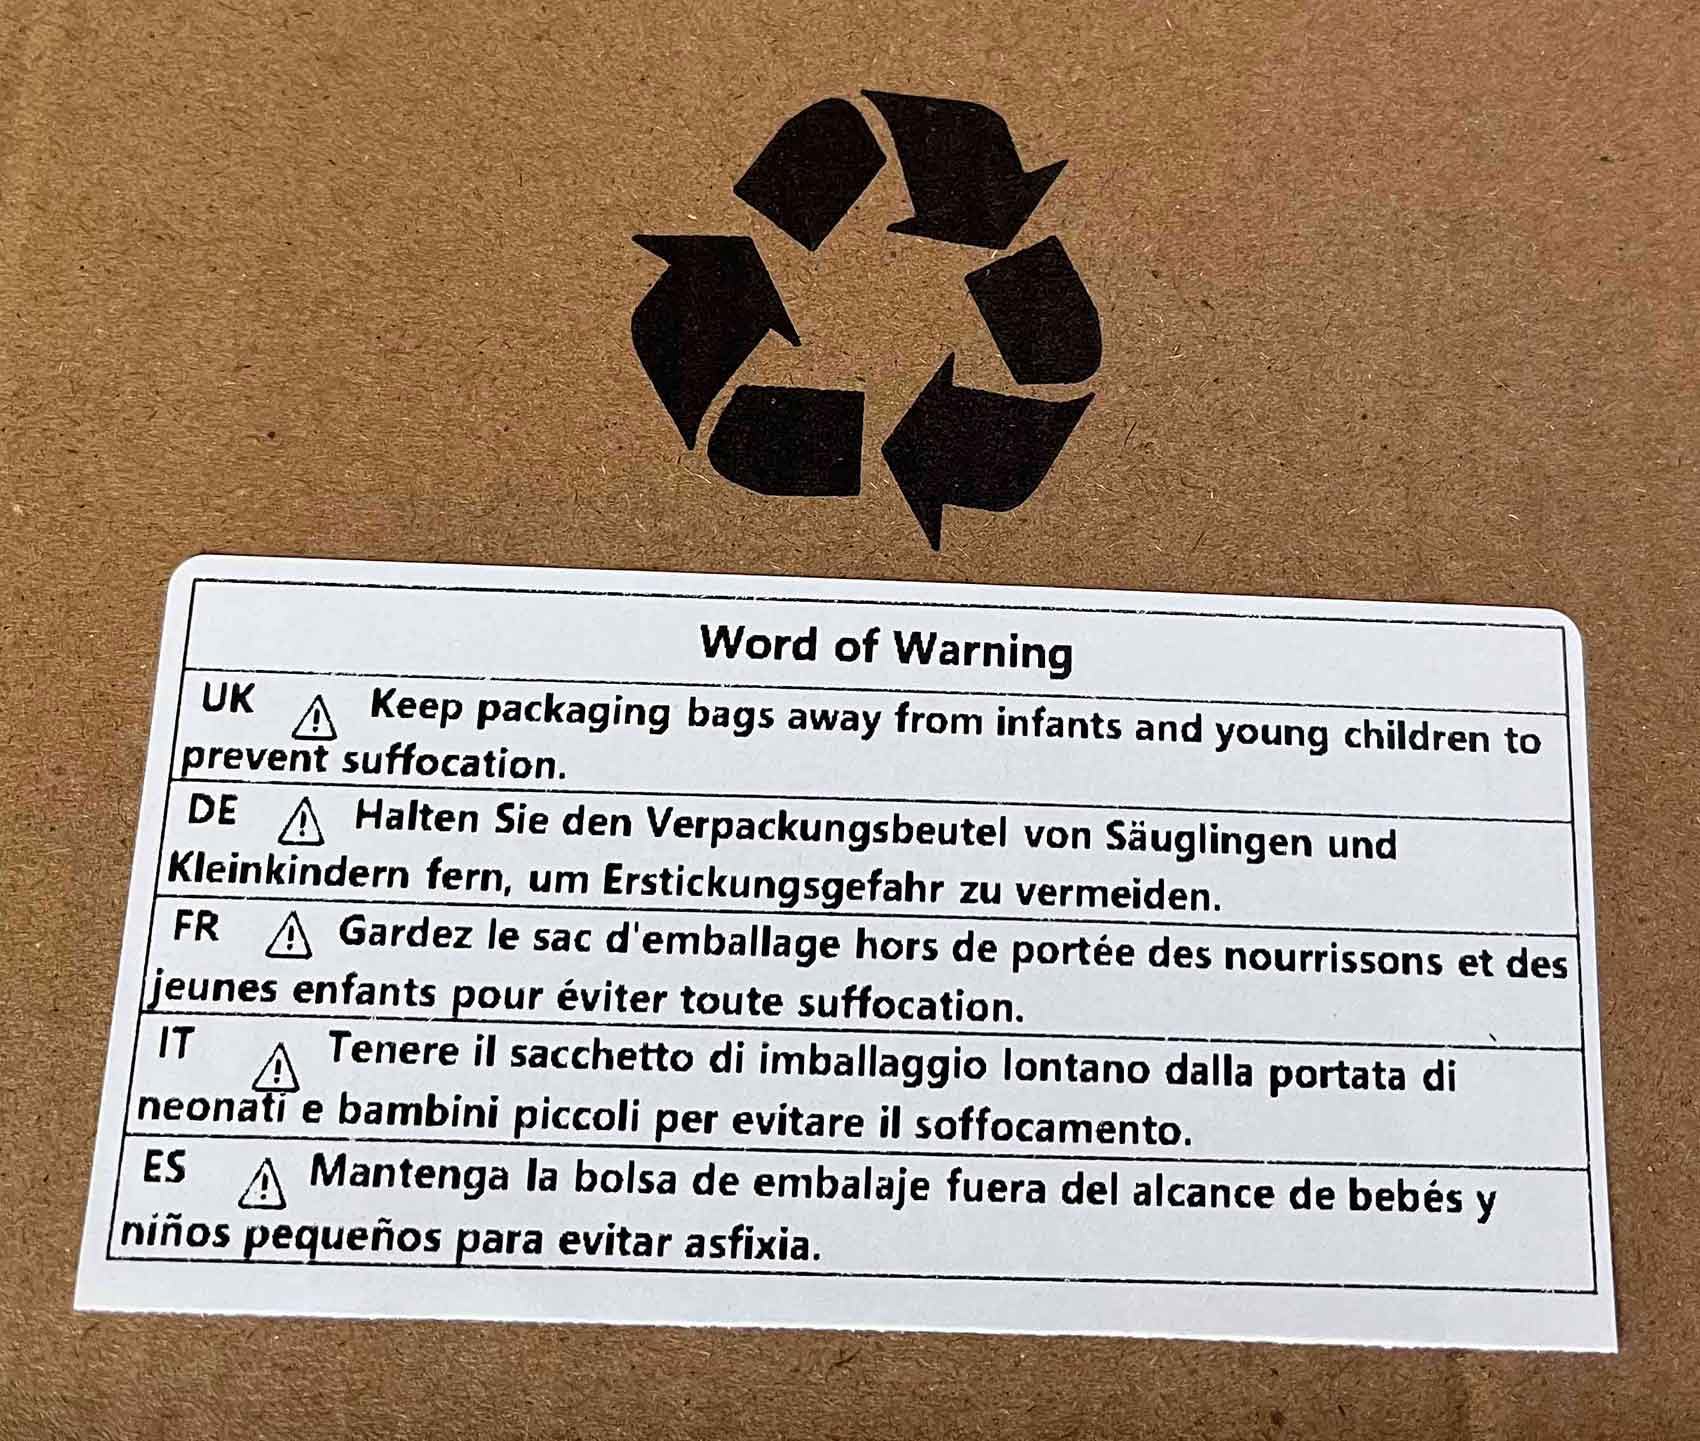 Word of Warning
UK ⚠ Keep packaging bags away from infants and young children to
prevent suffocation.
DE ⚠ Halten Sie den Verpackungsbeutel von Säuglingen und
Kleinkindern fern, um Erstickungsgefahr zu vermeiden.
FR ⚠ Gardez le sac d'emballage hors de portée des nourrissons et des
jeunes enfants pour éviter toute suffocation.
IT ⚠ Tenere il sacchetto di imballaggio lontano dalla portata di
neonati e bambini piccoli per evitare il soffocamento.
ES ⚠ Mantenga la bolsa de embalaje fuera del alcance de bebés y
niños pequeños para evitar asfixia.